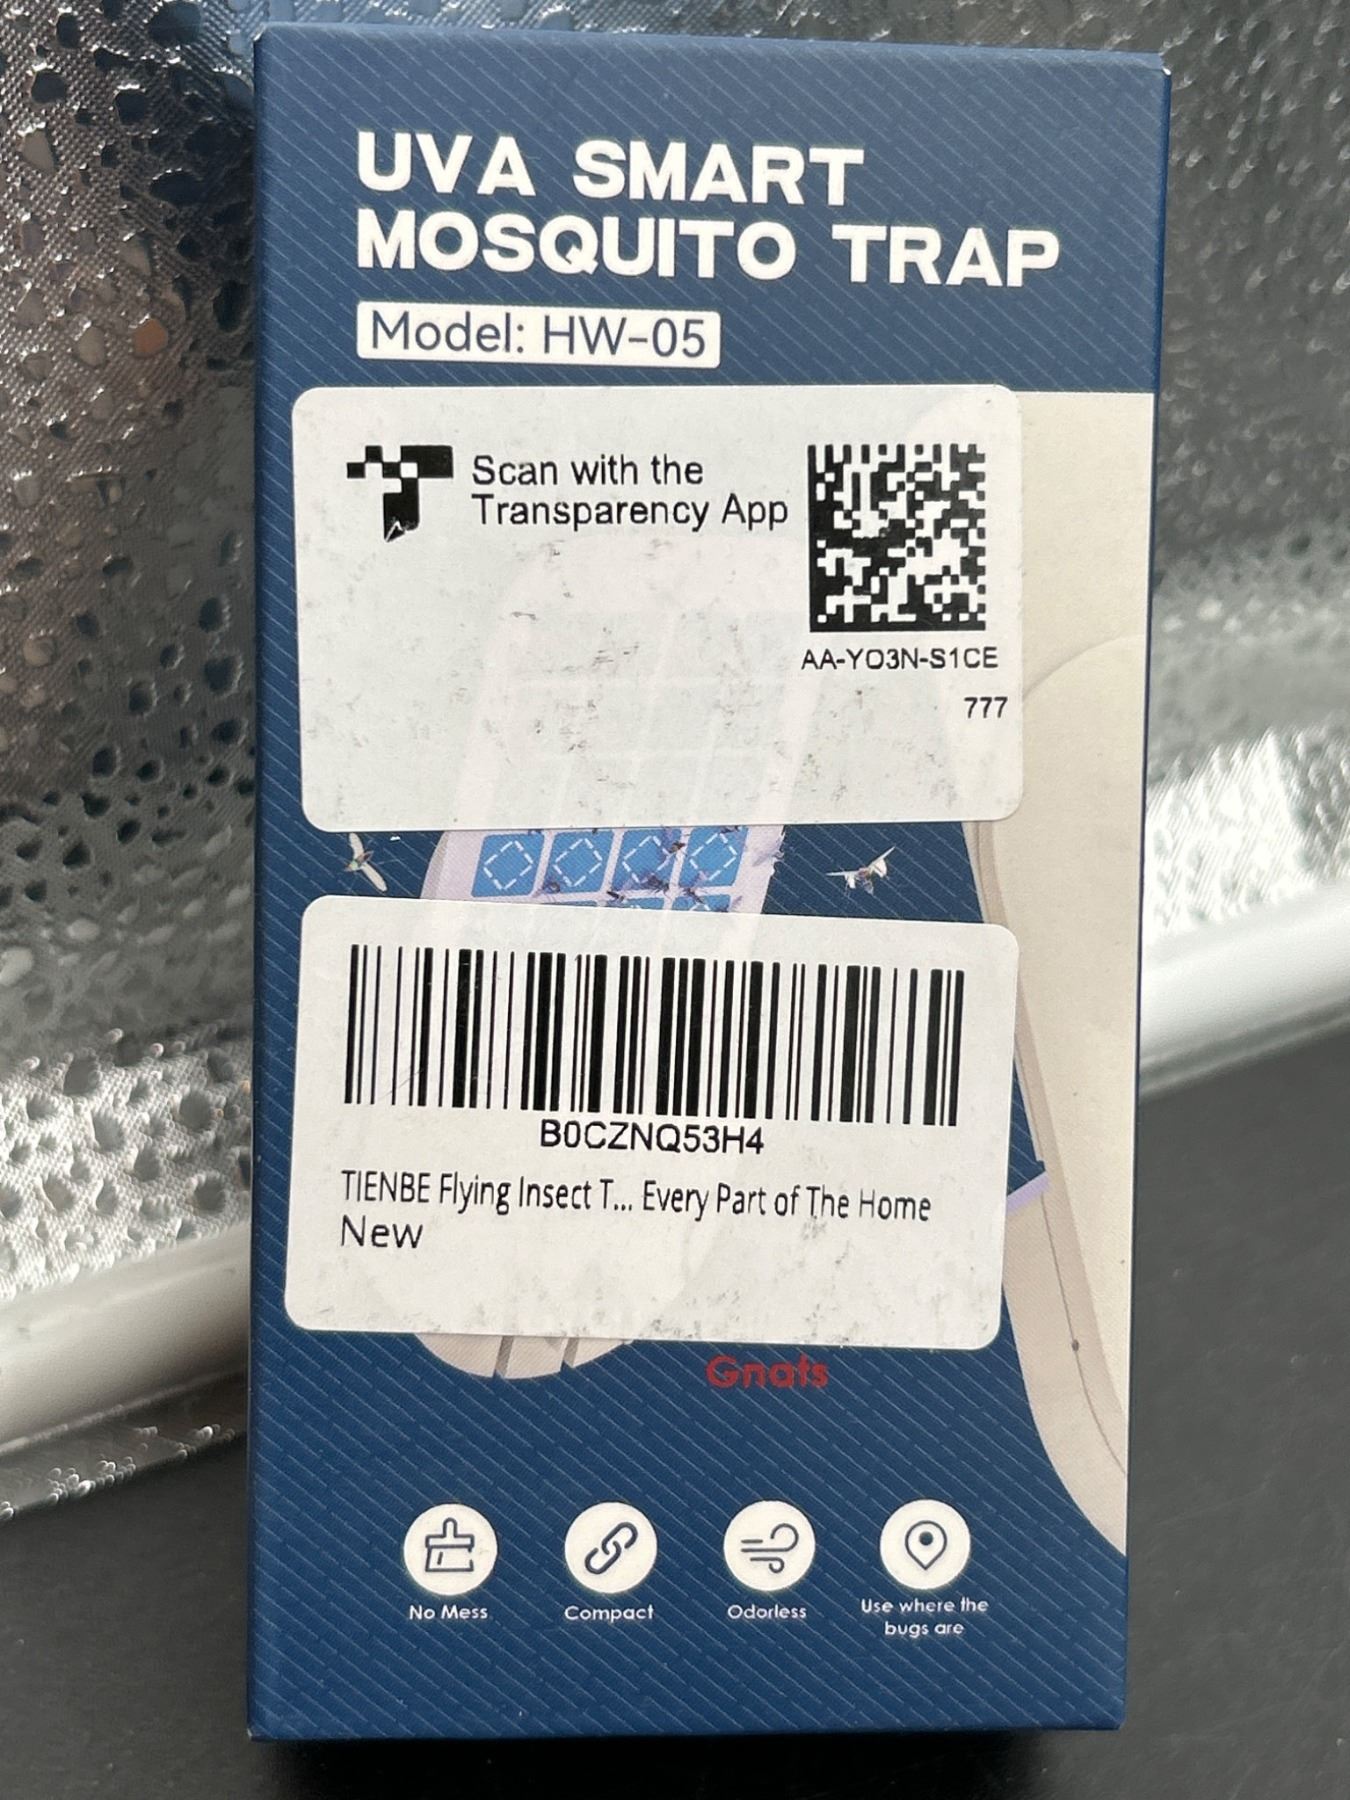 UVA SMART
MOSQUITO TRAP
Model: HW-05
Scan with the
Transparency App
AA-YO3N-S1CE
777
B0CZNQ53H4
TIENBE Flying Insect T... Every Part of The Home
New
Gnats
No Mess
Compact
Odorless
Use where the
bugs are